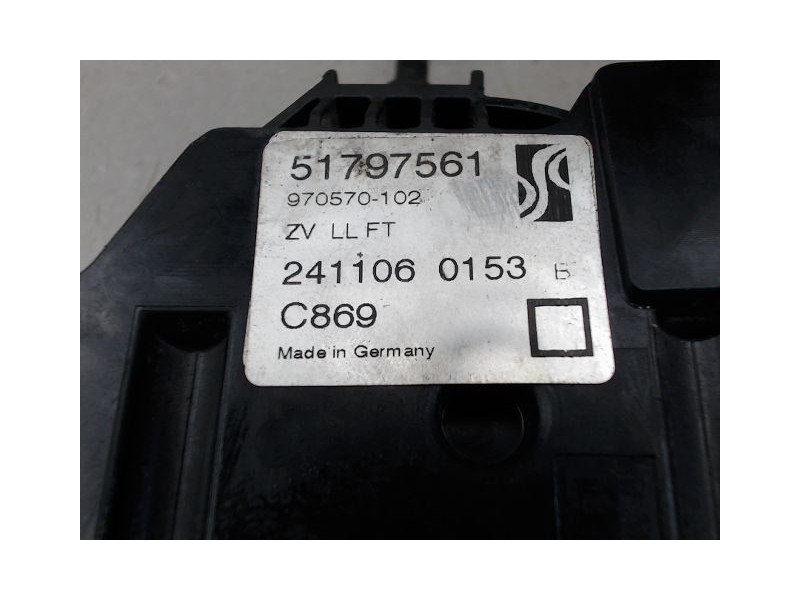 51797561
970570-102
ZV LL FT
241106 0153 B
C869
Made in Germany